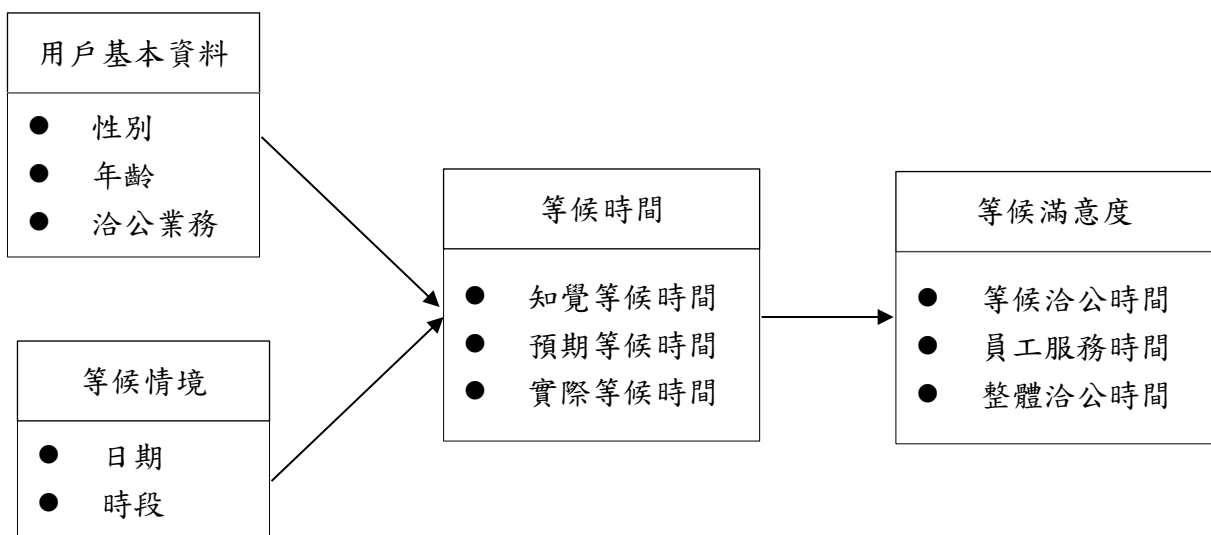 用戶基本資料
● 性別
● 年齡
● 洽公業務
等候情境
● 日期
● 時段
等候時間
● 知覺等候時間
● 預期等候時間
● 實際等候時間
等候滿意度
● 等候洽公時間
● 員工服務時間
● 整體洽公時間